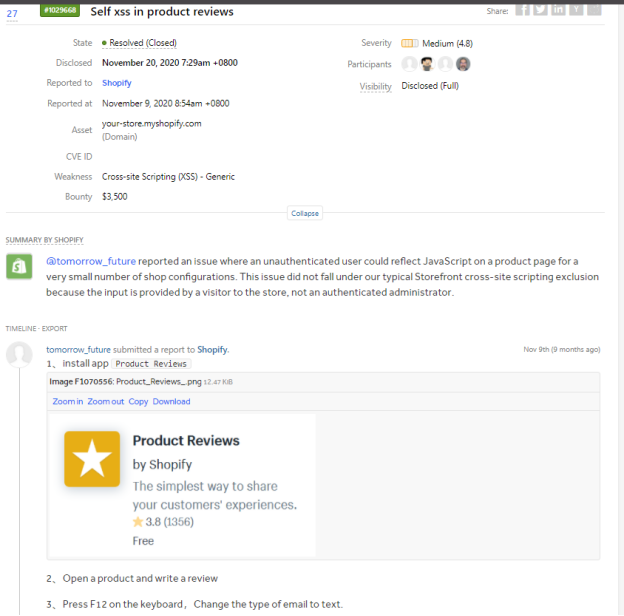 27 #1029668 Self xss in product reviews Share:
State Resolved (Closed) Severity Medium (4.8)
Disclosed November 20, 2020 7:29am +0800 Participants
Reported to Shopify Visibility Disclosed (Full)
Reported at November 9, 2020 8:54am +0800
Asset your-store.myshopify.com
(Domain)
CVE ID
Weakness Cross-site Scripting (XSS) - Generic
Bounty $3,500
Collapse
SUMMARY BY SHOPIFY
@tomorrow_future reported an issue where an unauthenticated user could reflect JavaScript on a product page for a
very small number of shop configurations. This issue did not fall under our typical Storefront cross-site scripting exclusion
because the input is provided by a visitor to the store, not an authenticated administrator.
TIMELINE · EXPORT
tomorrow_future submitted a report to Shopify. Nov 9th (9 months ago)
1、install app Product Reviews
Image F1070556: Product_Reviews_.png 12.47 KiB
Zoom in Zoom out Copy Download
Product Reviews
by Shopify
The simplest way to share
your customers' experiences.
3.8 (1356)
Free
2、Open a product and write a review
3、Press F12 on the keyboard，Change the type of email to text.